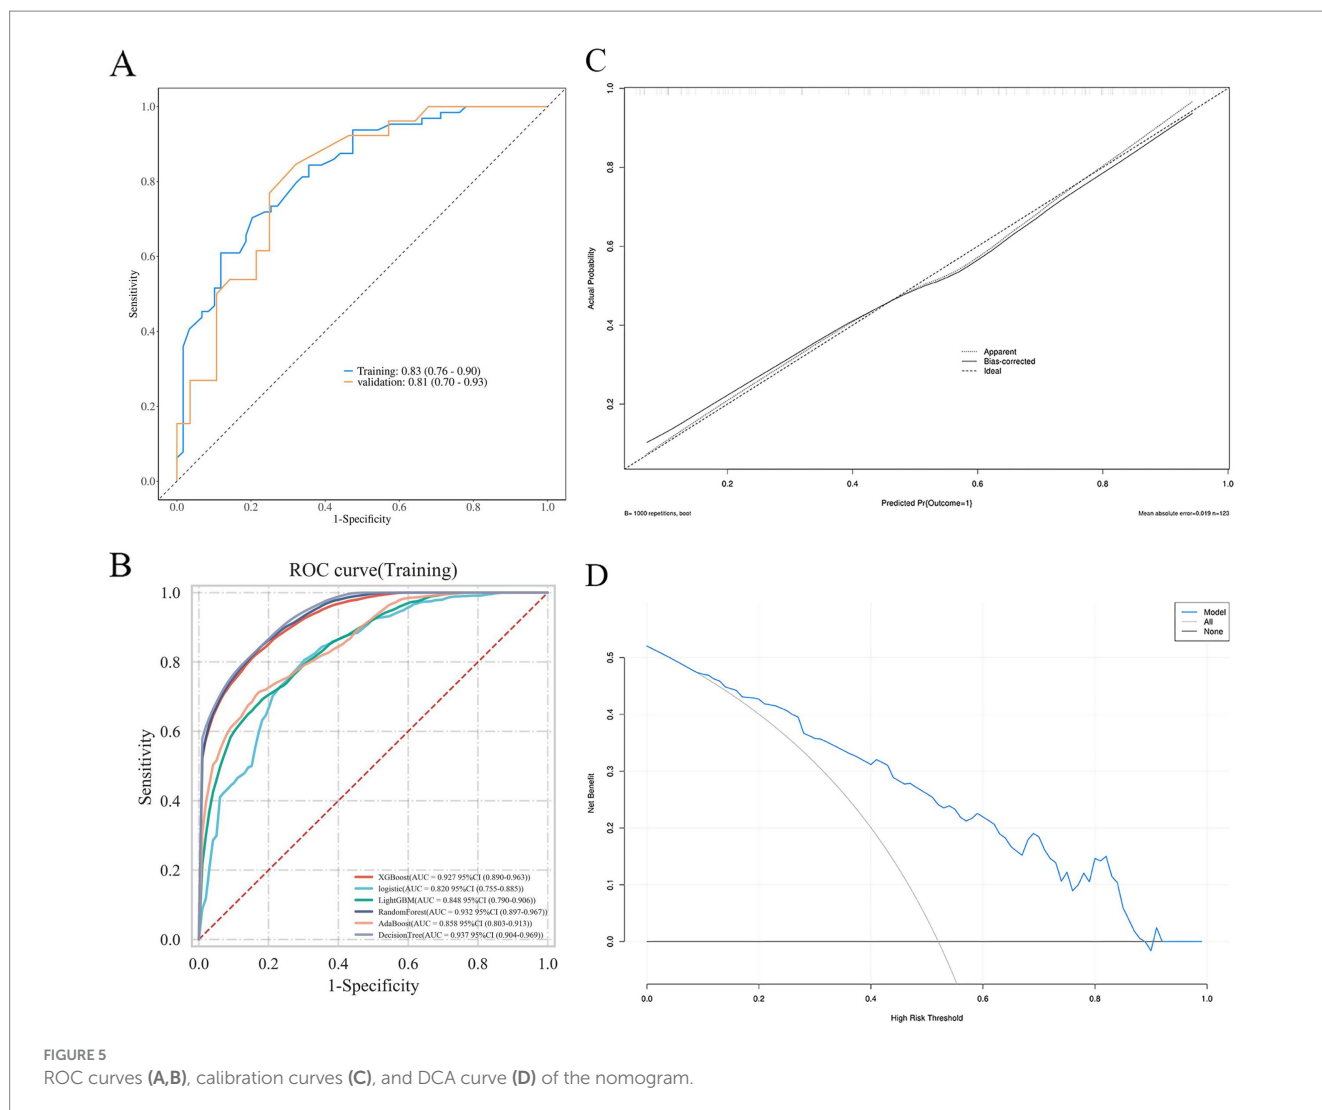 A
1.0
0.8
0.6
0.4
0.2
0.0
Sensitivity
Training: 0.83 (0.76 - 0.90)
validation: 0.81 (0.70 - 0.93)
0.0 0.2 0.4 0.6 0.8 1.0
1-Specificity
C
1.0
0.8
0.6
0.4
0.2
Actual Probability
Apparent
Bias-corrected
Ideal
0.2 0.4 0.6 0.8 1.0
Predicted Pr{Outcome=1}
B= 1000 repetitions, boot
Mean absolute error=0.019 n=123
B
ROC curve(Training)
1.0
0.8
0.6
0.4
0.2
0.0
Sensitivity
XGBoost(AUC = 0.927 95%CI (0.890-0.963))
logistic(AUC = 0.820 95%CI (0.755-0.885))
LightGBM(AUC = 0.848 95%CI (0.790-0.906))
RandomForest(AUC = 0.932 95%CI (0.897-0.967))
AdaBoost(AUC = 0.858 95%CI (0.803-0.913))
DecisionTree(AUC = 0.937 95%CI (0.904-0.969))
0.0 0.2 0.4 0.6 0.8 1.0
1-Specificity
D
Model
All
None
0.5
0.4
0.3
0.2
0.1
0.0
Net Benefit
0.0 0.2 0.4 0.6 0.8 1.0
High Risk Threshold
FIGURE 5
ROC curves (A,B), calibration curves (C), and DCA curve (D) of the nomogram.